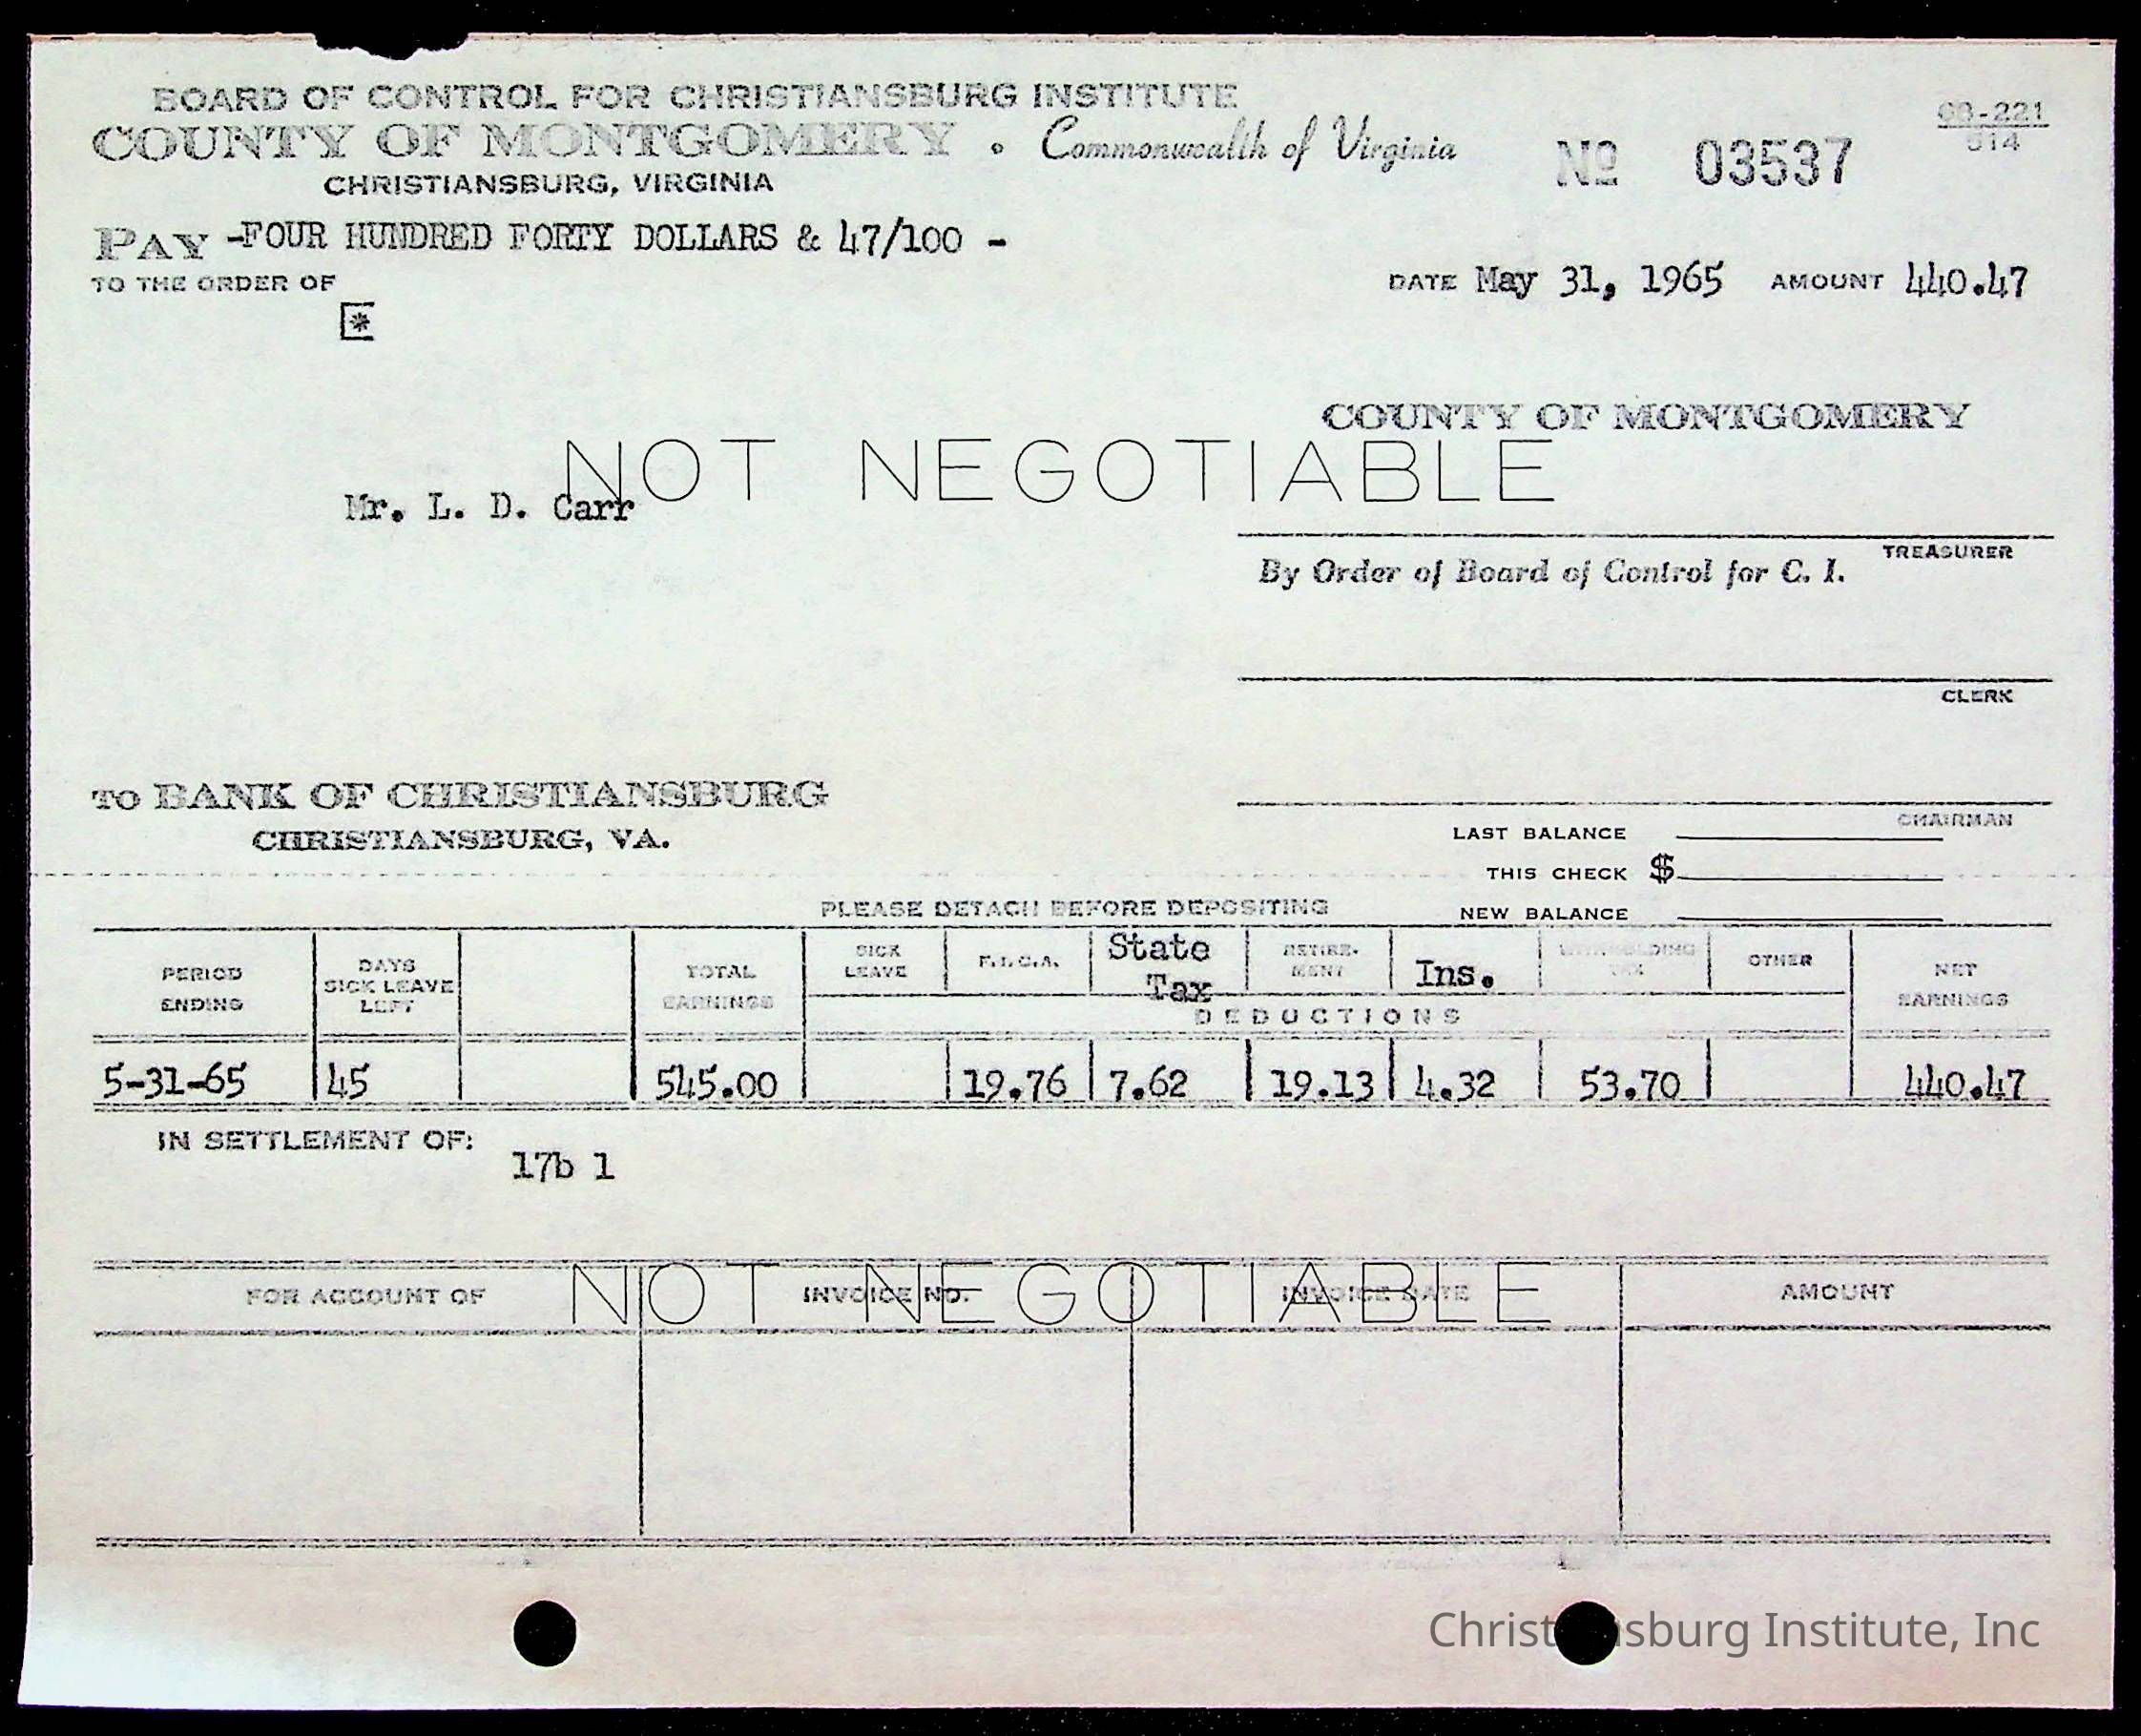 BOARD OF CONTROL FOR CHRISTIANSBURG INSTITUTE
COUNTY OF MONTGOMERY . Commonwealth of Virginia
CHRISTIANSBURG, VIRGINIA
Nº 03537
-221
PAY -FOUR HUNDRED FORTY DOLLARS & 47/100 -
TO THE ORDER OF
DATE May 31, 1965 AMOUNT 440.47
*
COUNTY OF MONTGOMERY
NOT NEGOTIABLE
Mr. L. D. Carr
TREASURER
By Order of Board of Control for C. I.
CLERK
TO BANK OF CHRISTIANSBURG
CHRISTIANSBURG, VA.
CHAIRMAN
LAST BALANCE
THIS CHECK $
NEW BALANCE
PLEASE DETACH BEFORE DEPOSITING
PERIOD ENDING
DAYS SICK LEAVE LEFT
TOTAL EARNINGS
SICK LEAVE
F.I.C.A.
State Tax
RETIRE-MENT
Ins.
WITHHOLDING TAX
OTHER
NET EARNINGS
DEDUCTIONS
5-31-65 45 545.00 19.76 7.62 19.13 4.32 53.70 440.47
IN SETTLEMENT OF:
17b 1
NOT NEGOTIABLE
FOR ACCOUNT OF INVOICE NO. INVOICE DATE AMOUNT
Christiansburg Institute, Inc